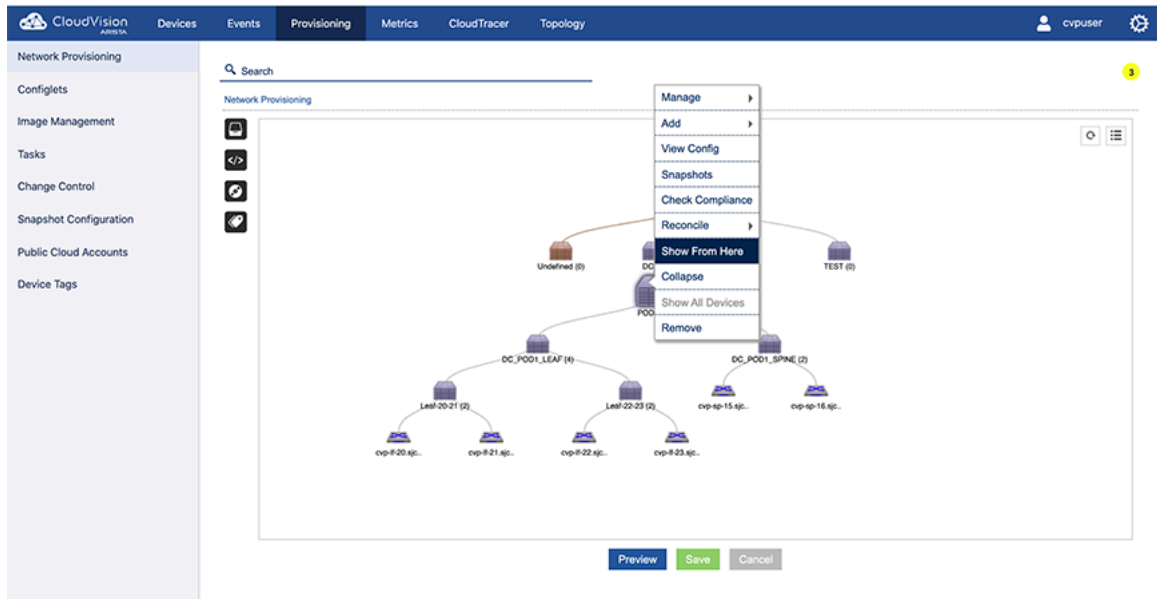 CloudVision
ARISTA
Devices
Events
Provisioning
Metrics
CloudTracer
Topology
cvpuser
Network Provisioning
Configlets
Image Management
Tasks
Change Control
Snapshot Configuration
Public Cloud Accounts
Device Tags
Search
3
Network Provisioning
Manage
Add
View Config
Snapshots
Check Compliance
Reconcile
Show From Here
Collapse
Show All Devices
Remove
Undefined (0)
DC
TEST (0)
POD
DC_POD1_LEAF (4)
DC_POD1_SPINE (2)
Leaf-20-21 (2)
Leaf-22-23 (2)
cvp-sp-15.sjc..
cvp-sp-16.sjc..
cvp-lf-20.sjc..
cvp-lf-21.sjc..
cvp-lf-22.sjc..
cvp-lf-23.sjc..
Preview
Save
Cancel